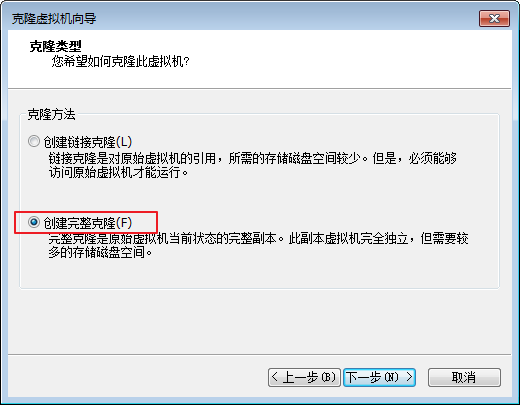 克隆虚拟机向导
克隆类型
您希望如何克隆此虚拟机?
克隆方法
创建链接克隆(L)
链接克隆是对原始虚拟机的引用，所需的存储磁盘空间较少。但是，必须能够
访问原始虚拟机才能运行。
创建完整克隆(F)
完整克隆是原始虚拟机当前状态的完整副本。此副本虚拟机完全独立，但需要较
多的存储磁盘空间。
< 上一步(B) 下一步(N) > 取消